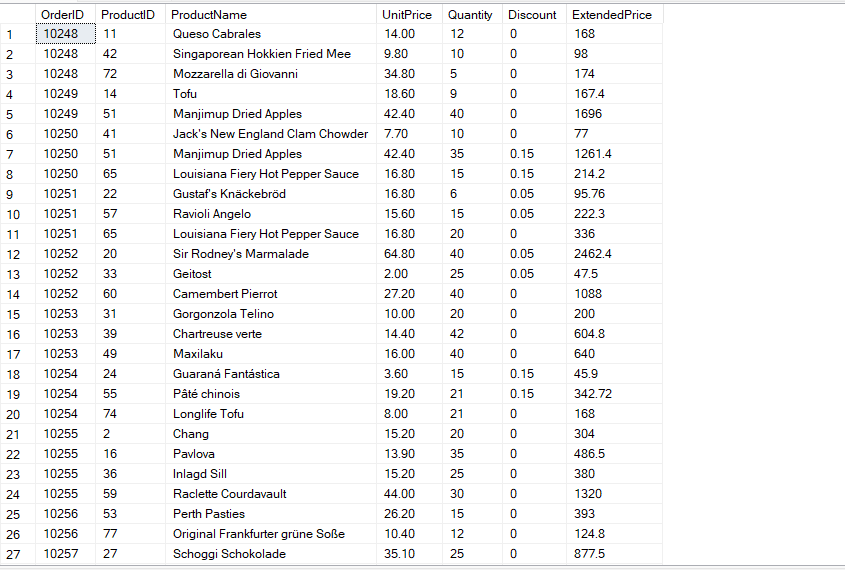 OrderID ProductID ProductName UnitPrice Quantity Discount ExtendedPrice
1 10248 11 Queso Cabrales 14.00 12 0 168
2 10248 42 Singaporean Hokkien Fried Mee 9.80 10 0 98
3 10248 72 Mozzarella di Giovanni 34.80 5 0 174
4 10249 14 Tofu 18.60 9 0 167.4
5 10249 51 Manjimup Dried Apples 42.40 40 0 1696
6 10250 41 Jack's New England Clam Chowder 7.70 10 0 77
7 10250 51 Manjimup Dried Apples 42.40 35 0.15 1261.4
8 10250 65 Louisiana Fiery Hot Pepper Sauce 16.80 15 0.15 214.2
9 10251 22 Gustaf's Knäckebröd 16.80 6 0.05 95.76
10 10251 57 Ravioli Angelo 15.60 15 0.05 222.3
11 10251 65 Louisiana Fiery Hot Pepper Sauce 16.80 20 0 336
12 10252 20 Sir Rodney's Marmalade 64.80 40 0.05 2462.4
13 10252 33 Geitost 2.00 25 0.05 47.5
14 10252 60 Camembert Pierrot 27.20 40 0 1088
15 10253 31 Gorgonzola Telino 10.00 20 0 200
16 10253 39 Chartreuse verte 14.40 42 0 604.8
17 10253 49 Maxilaku 16.00 40 0 640
18 10254 24 Guaraná Fantástica 3.60 15 0.15 45.9
19 10254 55 Pâté chinois 19.20 21 0.15 342.72
20 10254 74 Longlife Tofu 8.00 21 0 168
21 10255 2 Chang 15.20 20 0 304
22 10255 16 Pavlova 13.90 35 0 486.5
23 10255 36 Inlagd Sill 15.20 25 0 380
24 10255 59 Raclette Courdavault 44.00 30 0 1320
25 10256 53 Perth Pasties 26.20 15 0 393
26 10256 77 Original Frankfurter grüne Soße 10.40 12 0 124.8
27 10257 27 Schoggi Schokolade 35.10 25 0 877.5